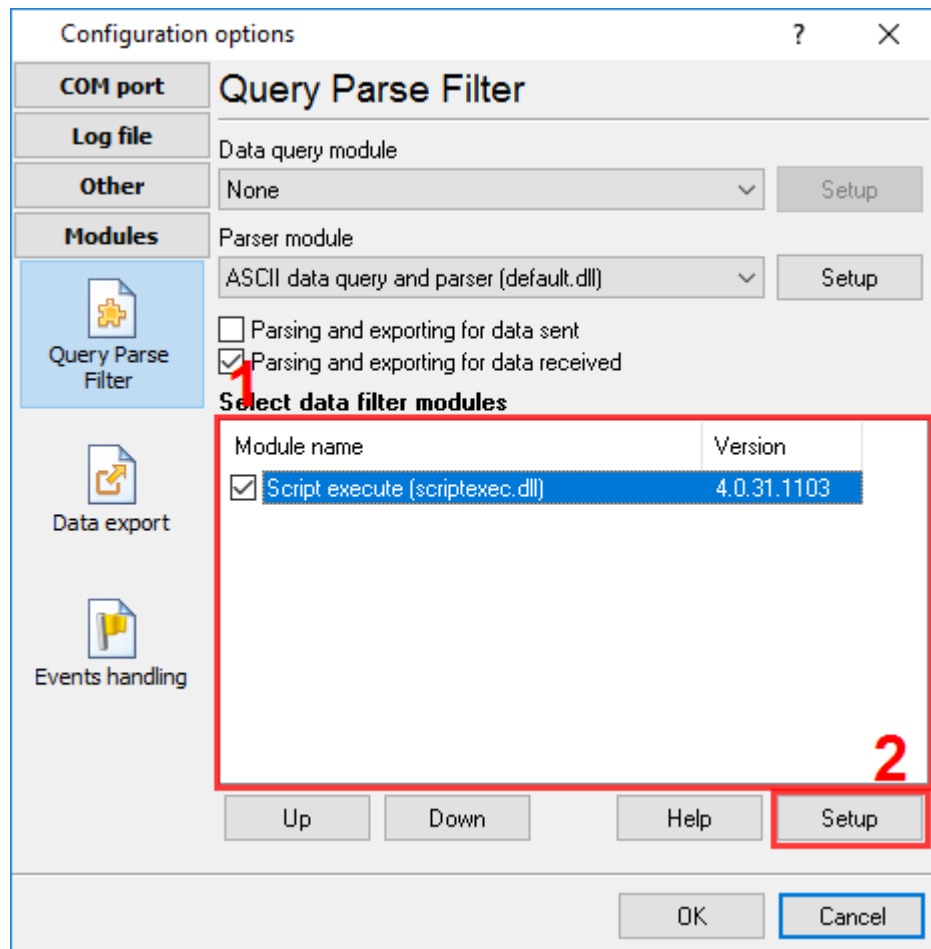 Configuration options
?
COM port
Log file
Other
Modules
Query Parse
Filter
Data export
Events handling
Query Parse Filter
Data query module
None
Setup
Parser module
ASCII data query and parser (default.dll)
Setup
Parsing and exporting for data sent
Parsing and exporting for data received
1
Select data filter modules
Module name Version
Script execute (scriptexec.dll) 4.0.31.1103
2
Up Down Help Setup
OK Cancel